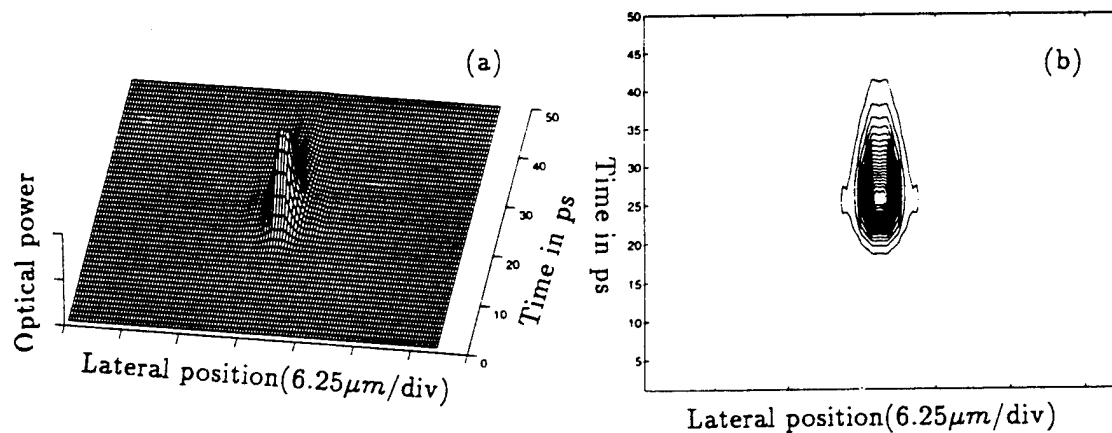 (a)
Optical power
Lateral position(6.25μm/div)
0
10
20
30
40
50
Time in ps
(b)
50
45
40
35
30
25
20
15
10
5
Time in ps
Lateral position(6.25μm/div)